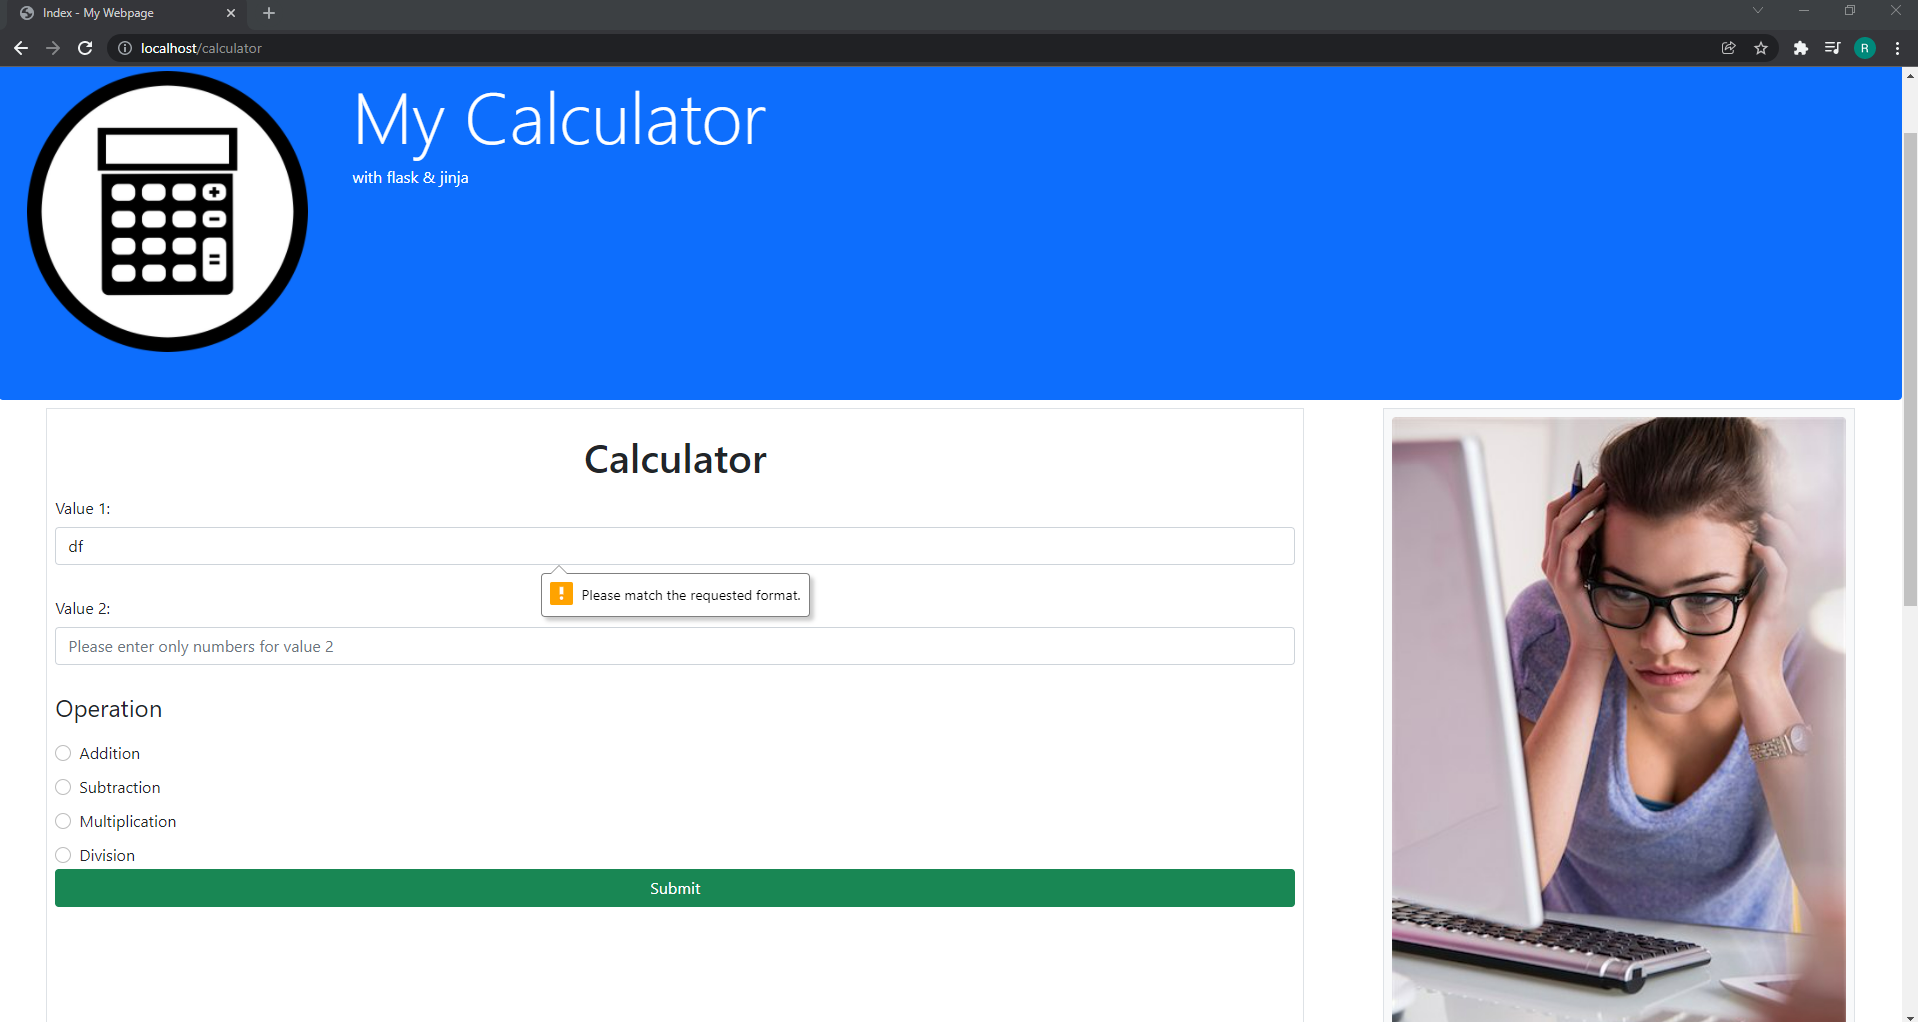 Index - My Webpage
localhost/calculator
R
My Calculator
with flask & jinja
Calculator
Value 1:
df
Please match the requested format.
Value 2:
Please enter only numbers for value 2
Operation
Addition
Subtraction
Multiplication
Division
Submit